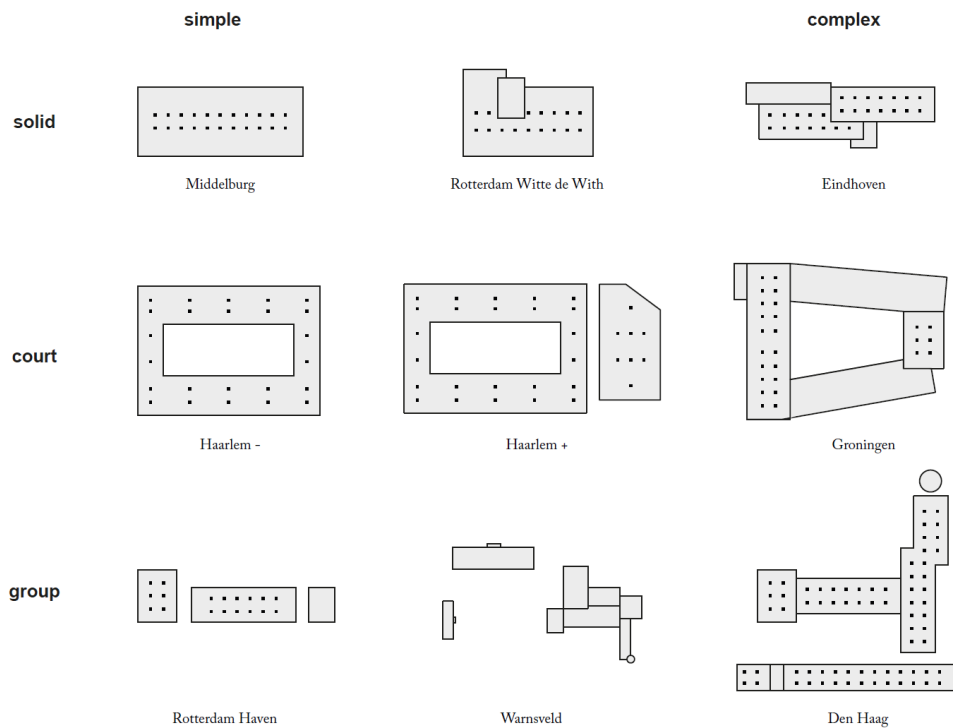 simple
complex
solid
Middelburg
Rotterdam Witte de With
Eindhoven
court
Haarlem -
Haarlem +
Groningen
group
Rotterdam Haven
Warnsveld
Den Haag